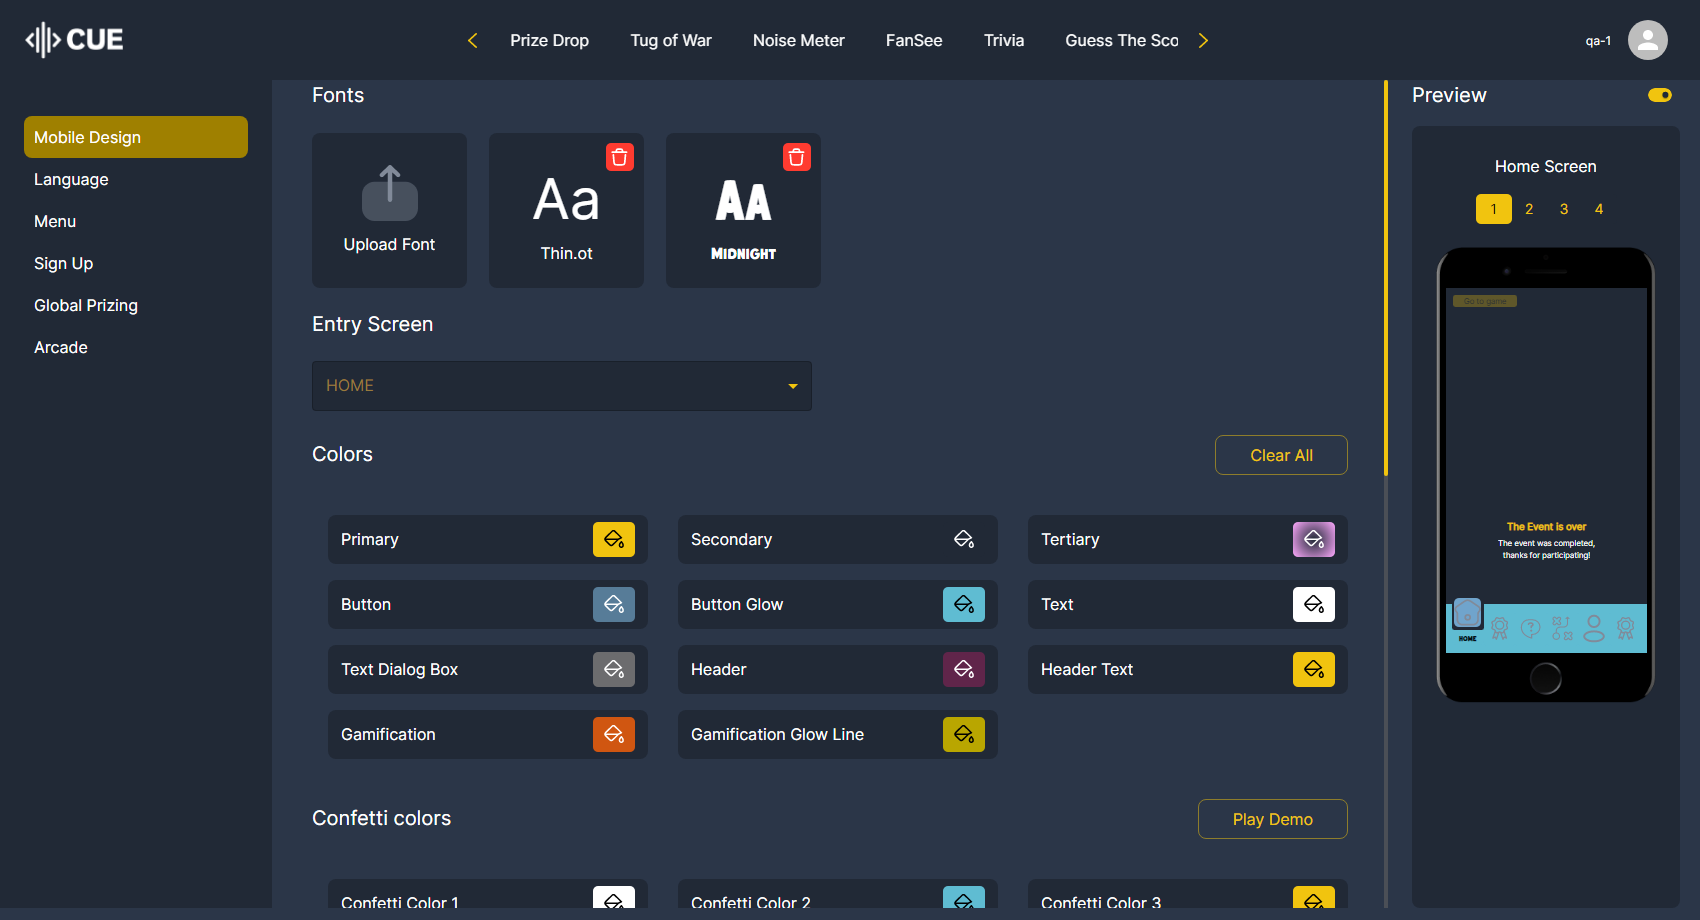 CUE
Prize Drop
Tug of War
Noise Meter
FanSee
Trivia
Guess The Sco
qa-1
Mobile Design
Language
Menu
Sign Up
Global Prizing
Arcade
Fonts
Upload Font
Aa
Thin.ot
AA
MIDNIGHT
Entry Screen
HOME
Colors
Clear All
Primary
Secondary
Tertiary
Button
Button Glow
Text
Text Dialog Box
Header
Header Text
Gamification
Gamification Glow Line
Confetti colors
Play Demo
Confetti Color 1
Confetti Color 2
Confetti Color 3
Preview
Home Screen
1
2
3
4
Go to game
The Event is over
The event was completed,
thanks for participating!
HOME